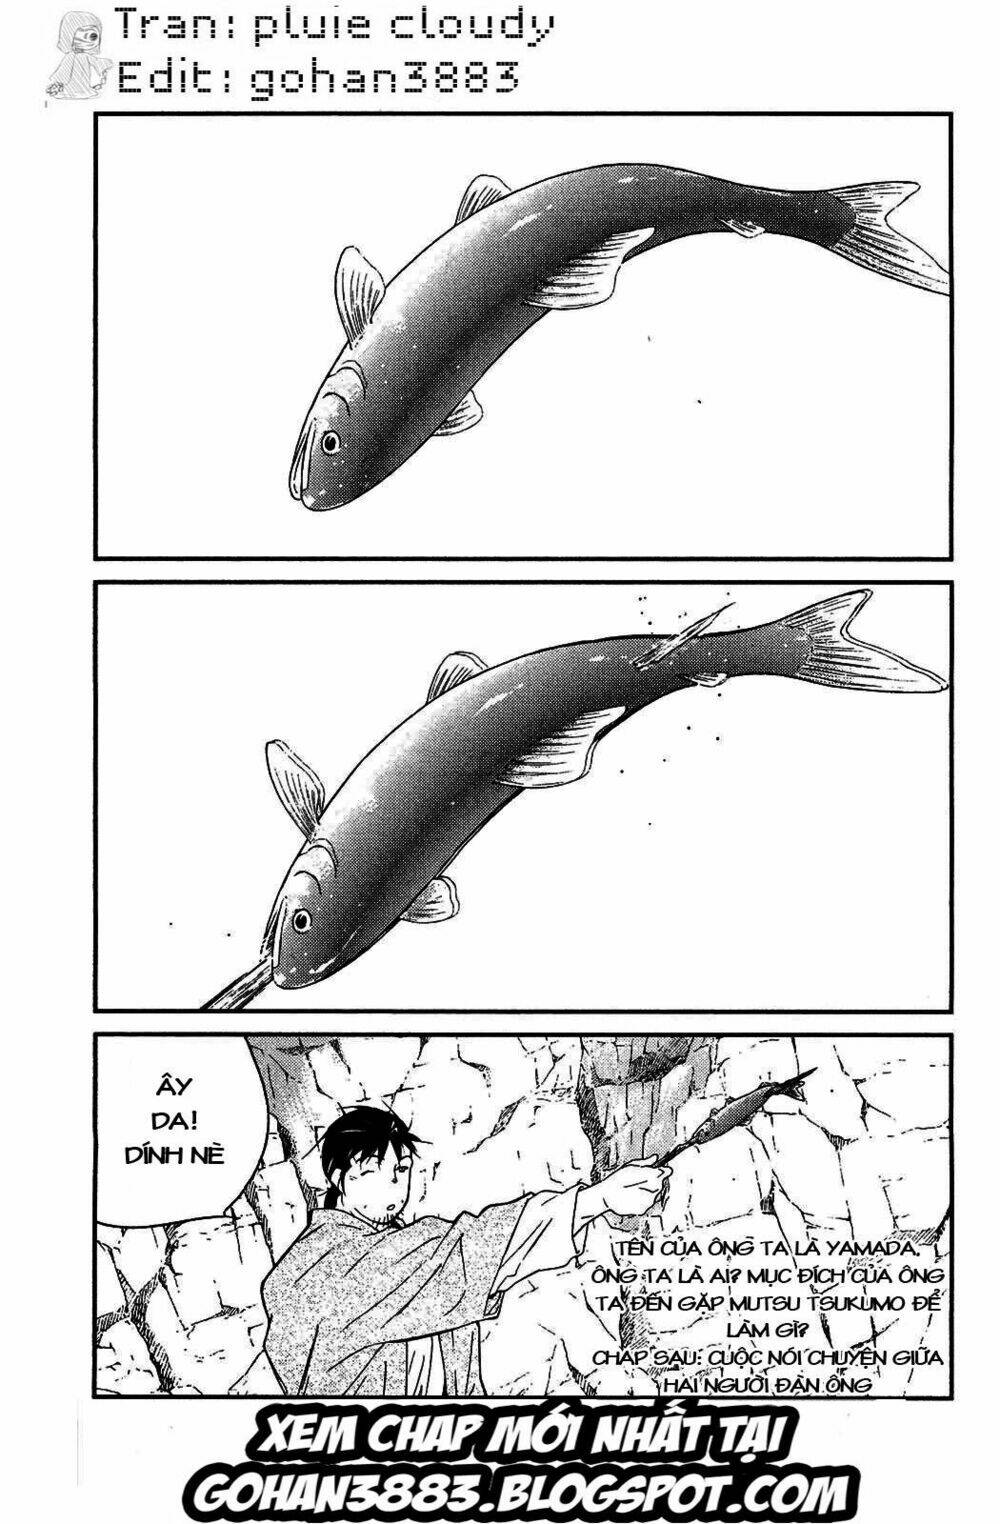 Tran: pluie cloudy
Edit: gohan3883
ÂY
DA!
DÍNH NÈ
TÊN CỦA ÔNG TA LÀ YAMADA.
ÔNG TA LÀ AI? MỤC ĐÍCH CỦA ÔNG
TA ĐẾN GẶP MUTSU TSUKUMO ĐỂ
LÀM GÌ?
CHAP SAU: CUỘC NÓI CHUYỆN GIỮA
HAI NGƯỜI ĐÀN ÔNG
XEM CHAP MỚI NHẤT TẠI
GOHAN3883.BLOGSPOT.COM